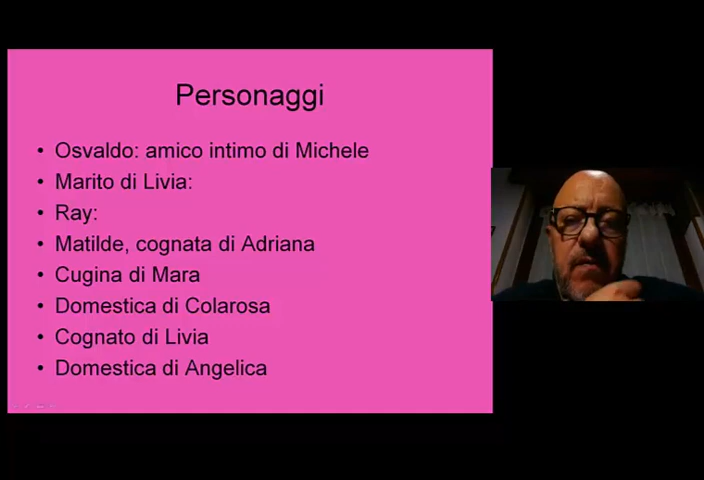 Personaggi
• Osvaldo: amico intimo di Michele
• Marito di Livia:
• Ray:
• Matilde, cognata di Adriana
• Cugina di Mara
• Domestica di Colarosa
• Cognato di Livia
• Domestica di Angelica